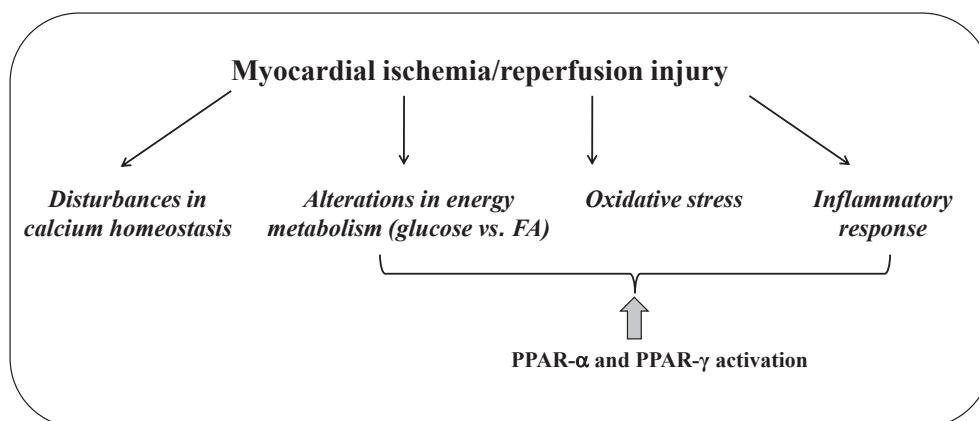 Myocardial ischemia/reperfusion injury
Disturbances in
calcium homeostasis
Alterations in energy
metabolism (glucose vs. FA)
Oxidative stress
Inflammatory
response
PPAR-α and PPAR-γ activation